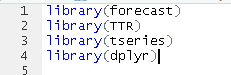 1 library(forecast)
2 library(TTR)
3 library(tseries)
4 library(dplyr)